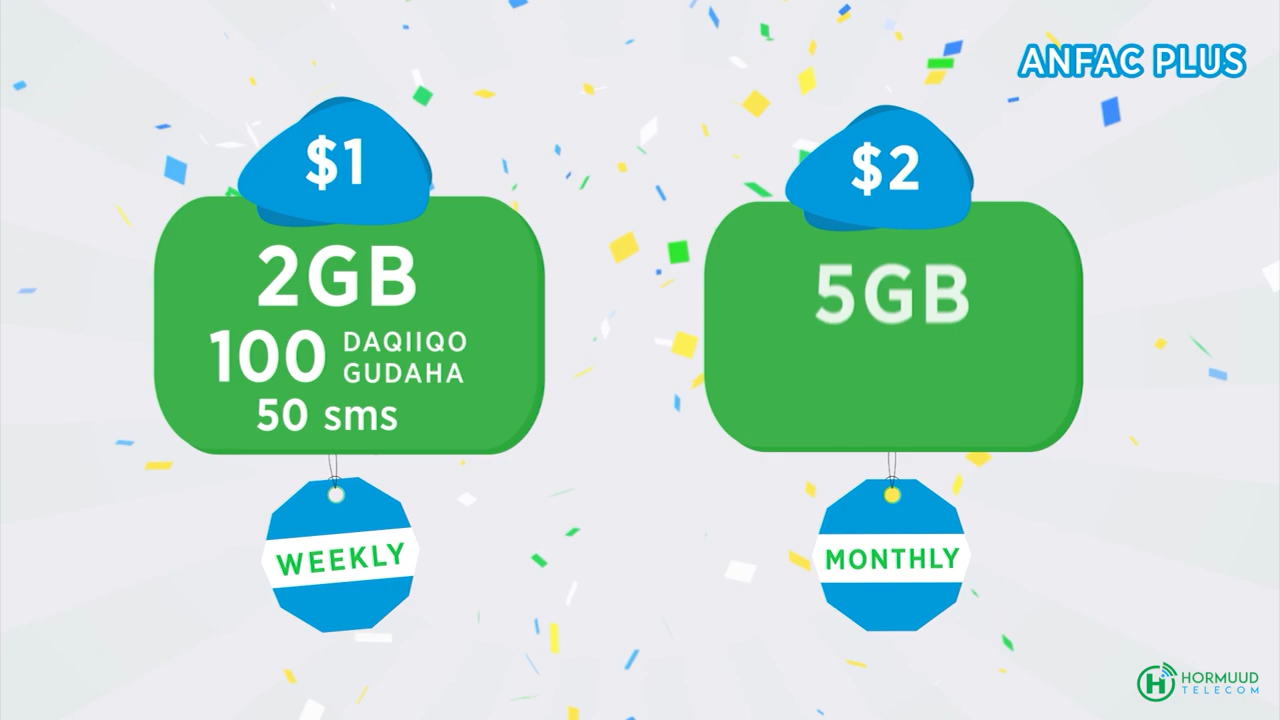 ANFAC PLUS
$1
2GB
100 DAQIIQO
GUDAHA
50 sms
WEEKLY
$2
5GB
MONTHLY
HORMUUD
TELECOM